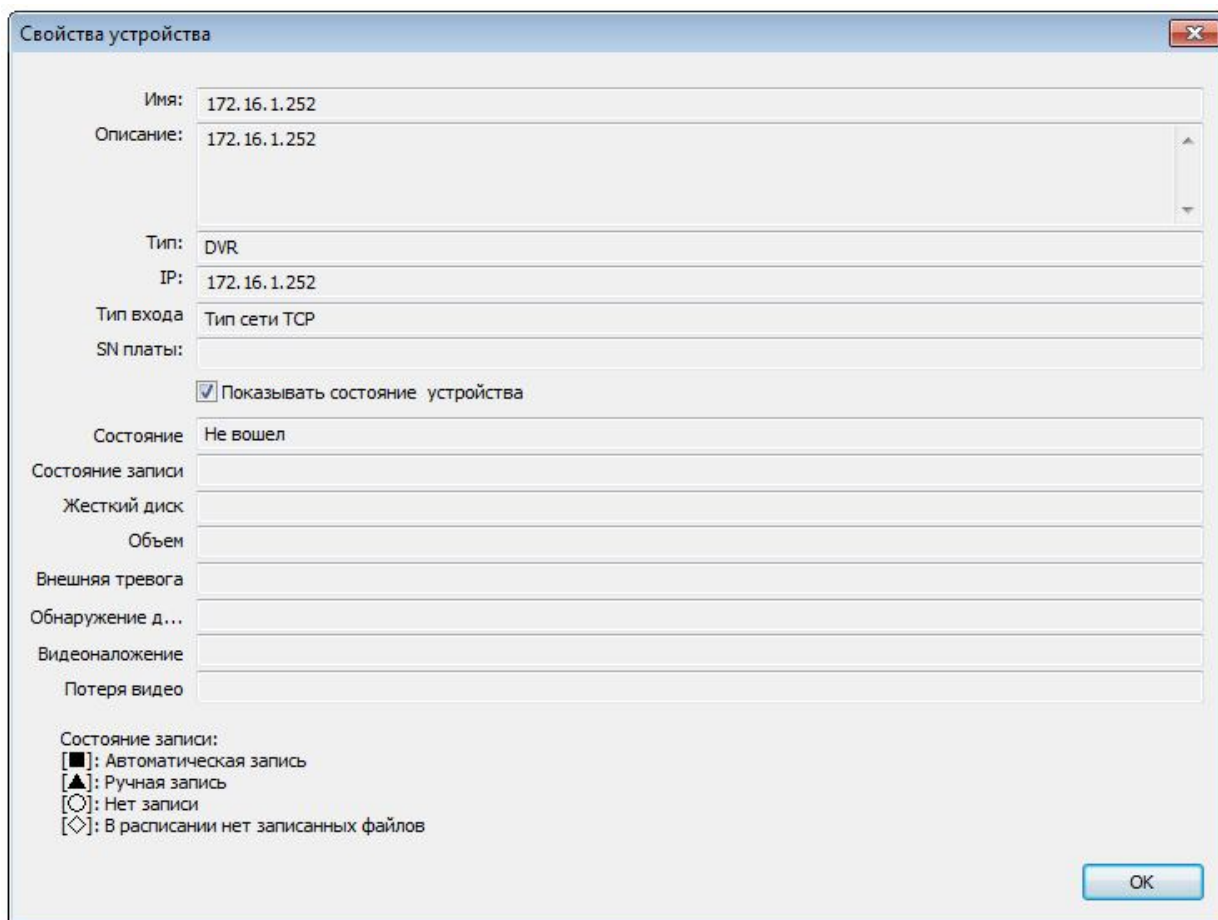 Свойства устройства
Имя: 172.16.1.252
Описание: 172.16.1.252
Тип: DVR
IP: 172.16.1.252
Тип входа Тип сети TCP
SN платы:
Показывать состояние устройства
Состояние Не вошел
Состояние записи
Жесткий диск
Объем
Внешняя тревога
Обнаружение д...
Видеоналожение
Потеря видео
Состояние записи:
[■]: Автоматическая запись
[▲]: Ручная запись
[○]: Нет записи
[◇]: В расписании нет записанных файлов
OK